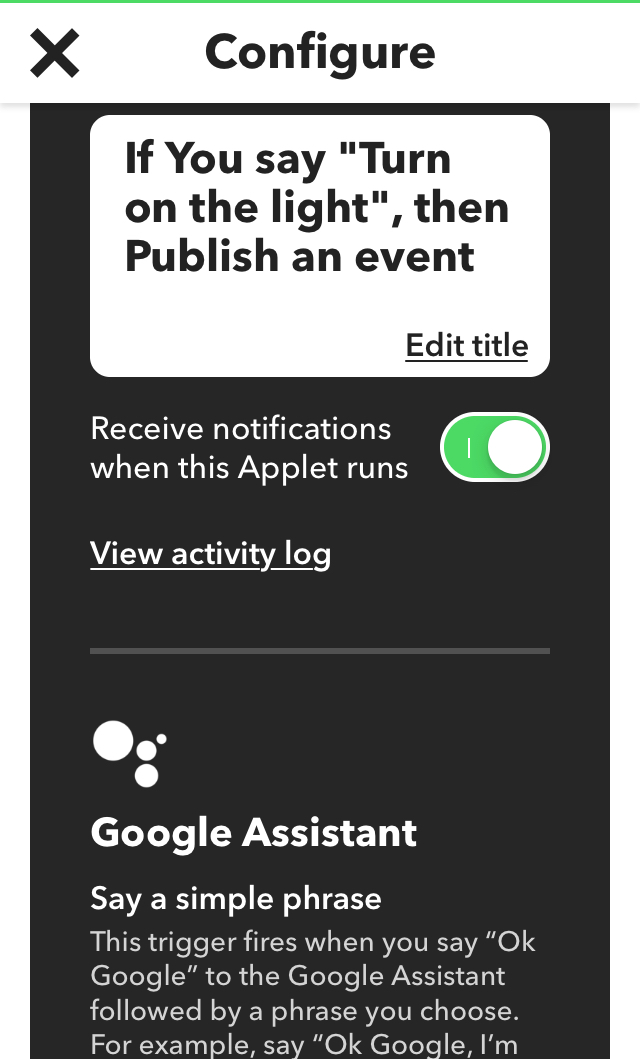 Configure
If You say "Turn
on the light", then
Publish an event
Edit title
Receive notifications
when this Applet runs
View activity log
Google Assistant
Say a simple phrase
This trigger fires when you say “Ok
Google” to the Google Assistant
followed by a phrase you choose.
For example, say “Ok Google, I’m